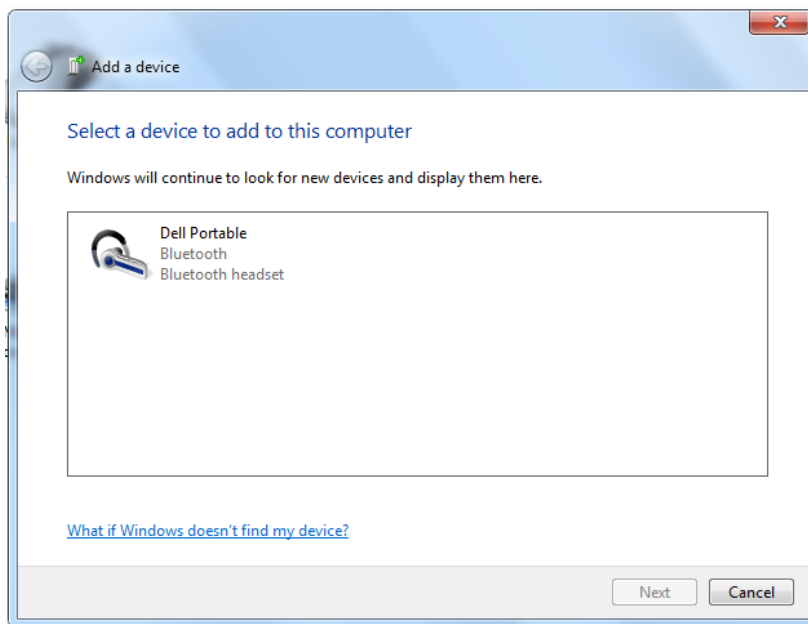 Add a device
Select a device to add to this computer
Windows will continue to look for new devices and display them here.
Dell Portable
Bluetooth
Bluetooth headset
What if Windows doesn't find my device?
Next
Cancel